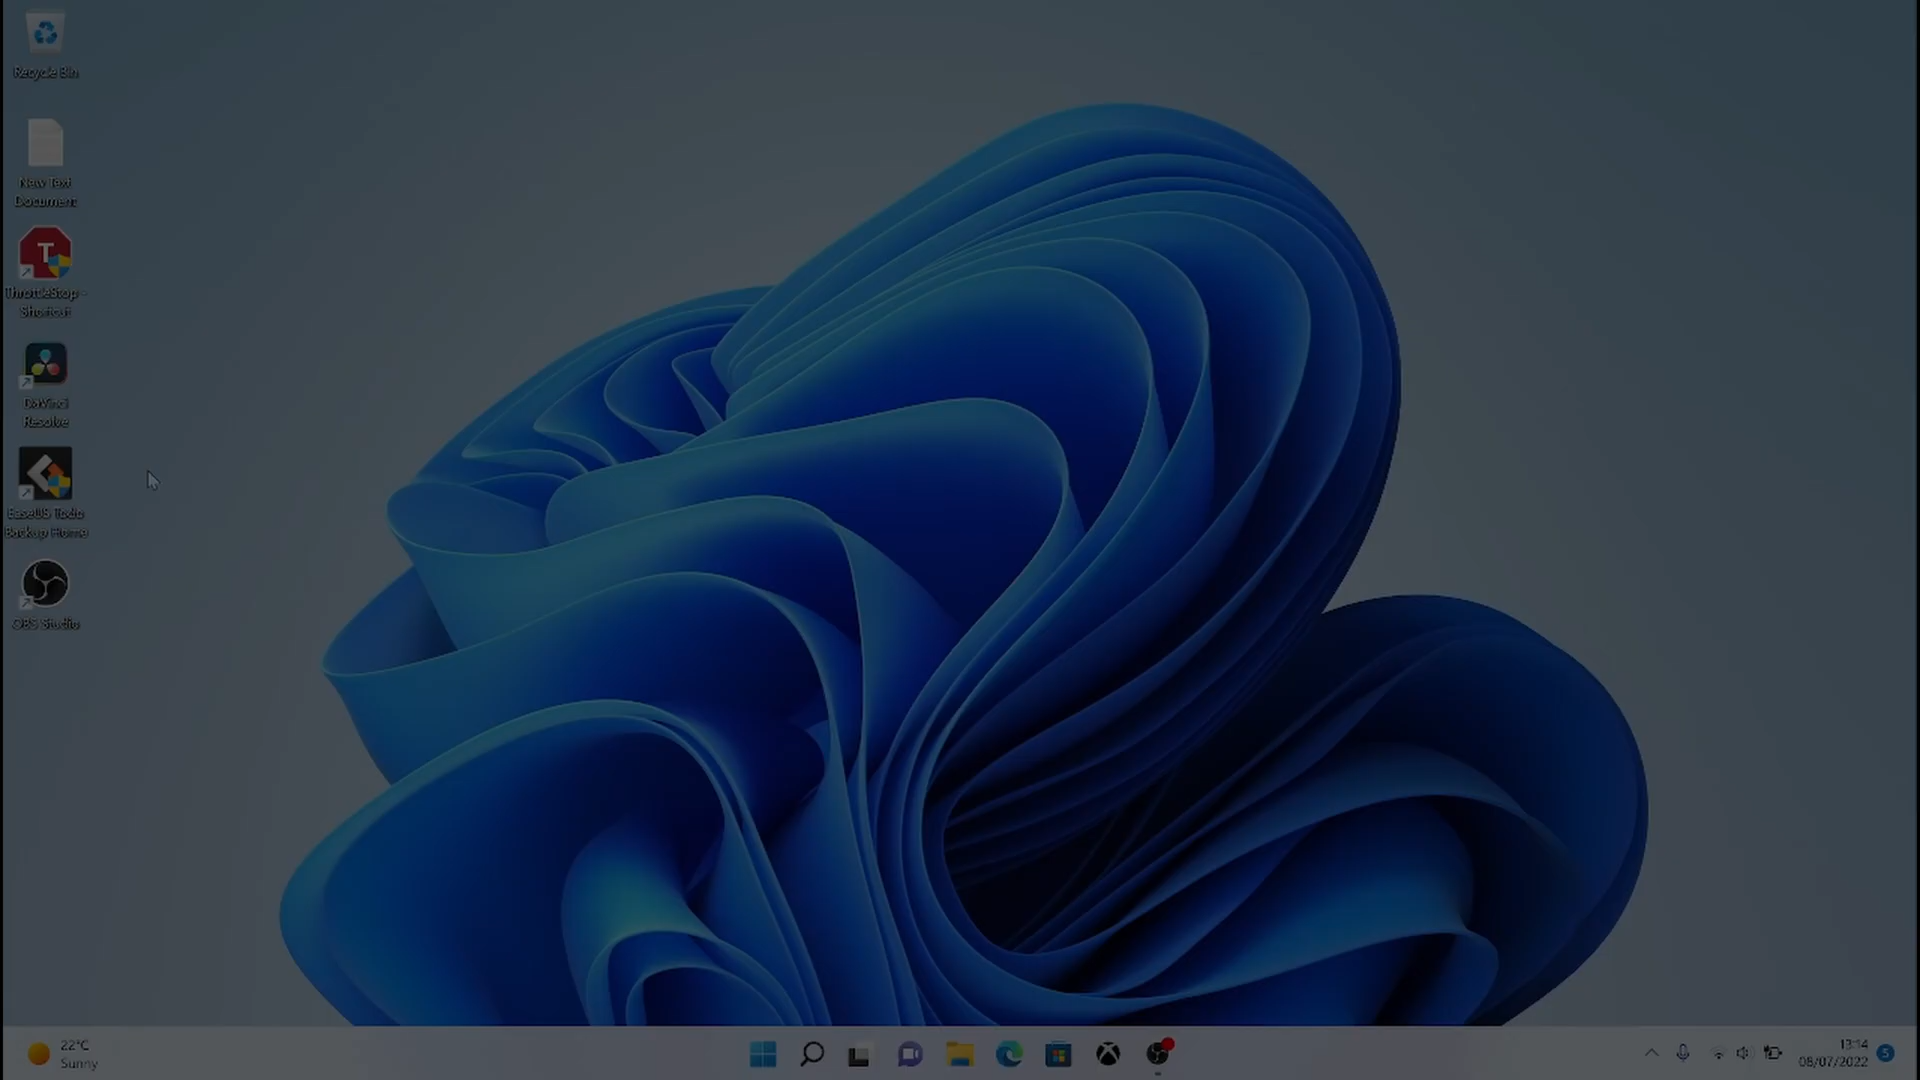 Recycle Bin
New Text
Document
T
ThrottleStop -
Shortcut
DaVinci
Resolve
EaseUS Todo
Backup Home
OBS Studio
22°C
Sunny
13:14
08/07/2022
5